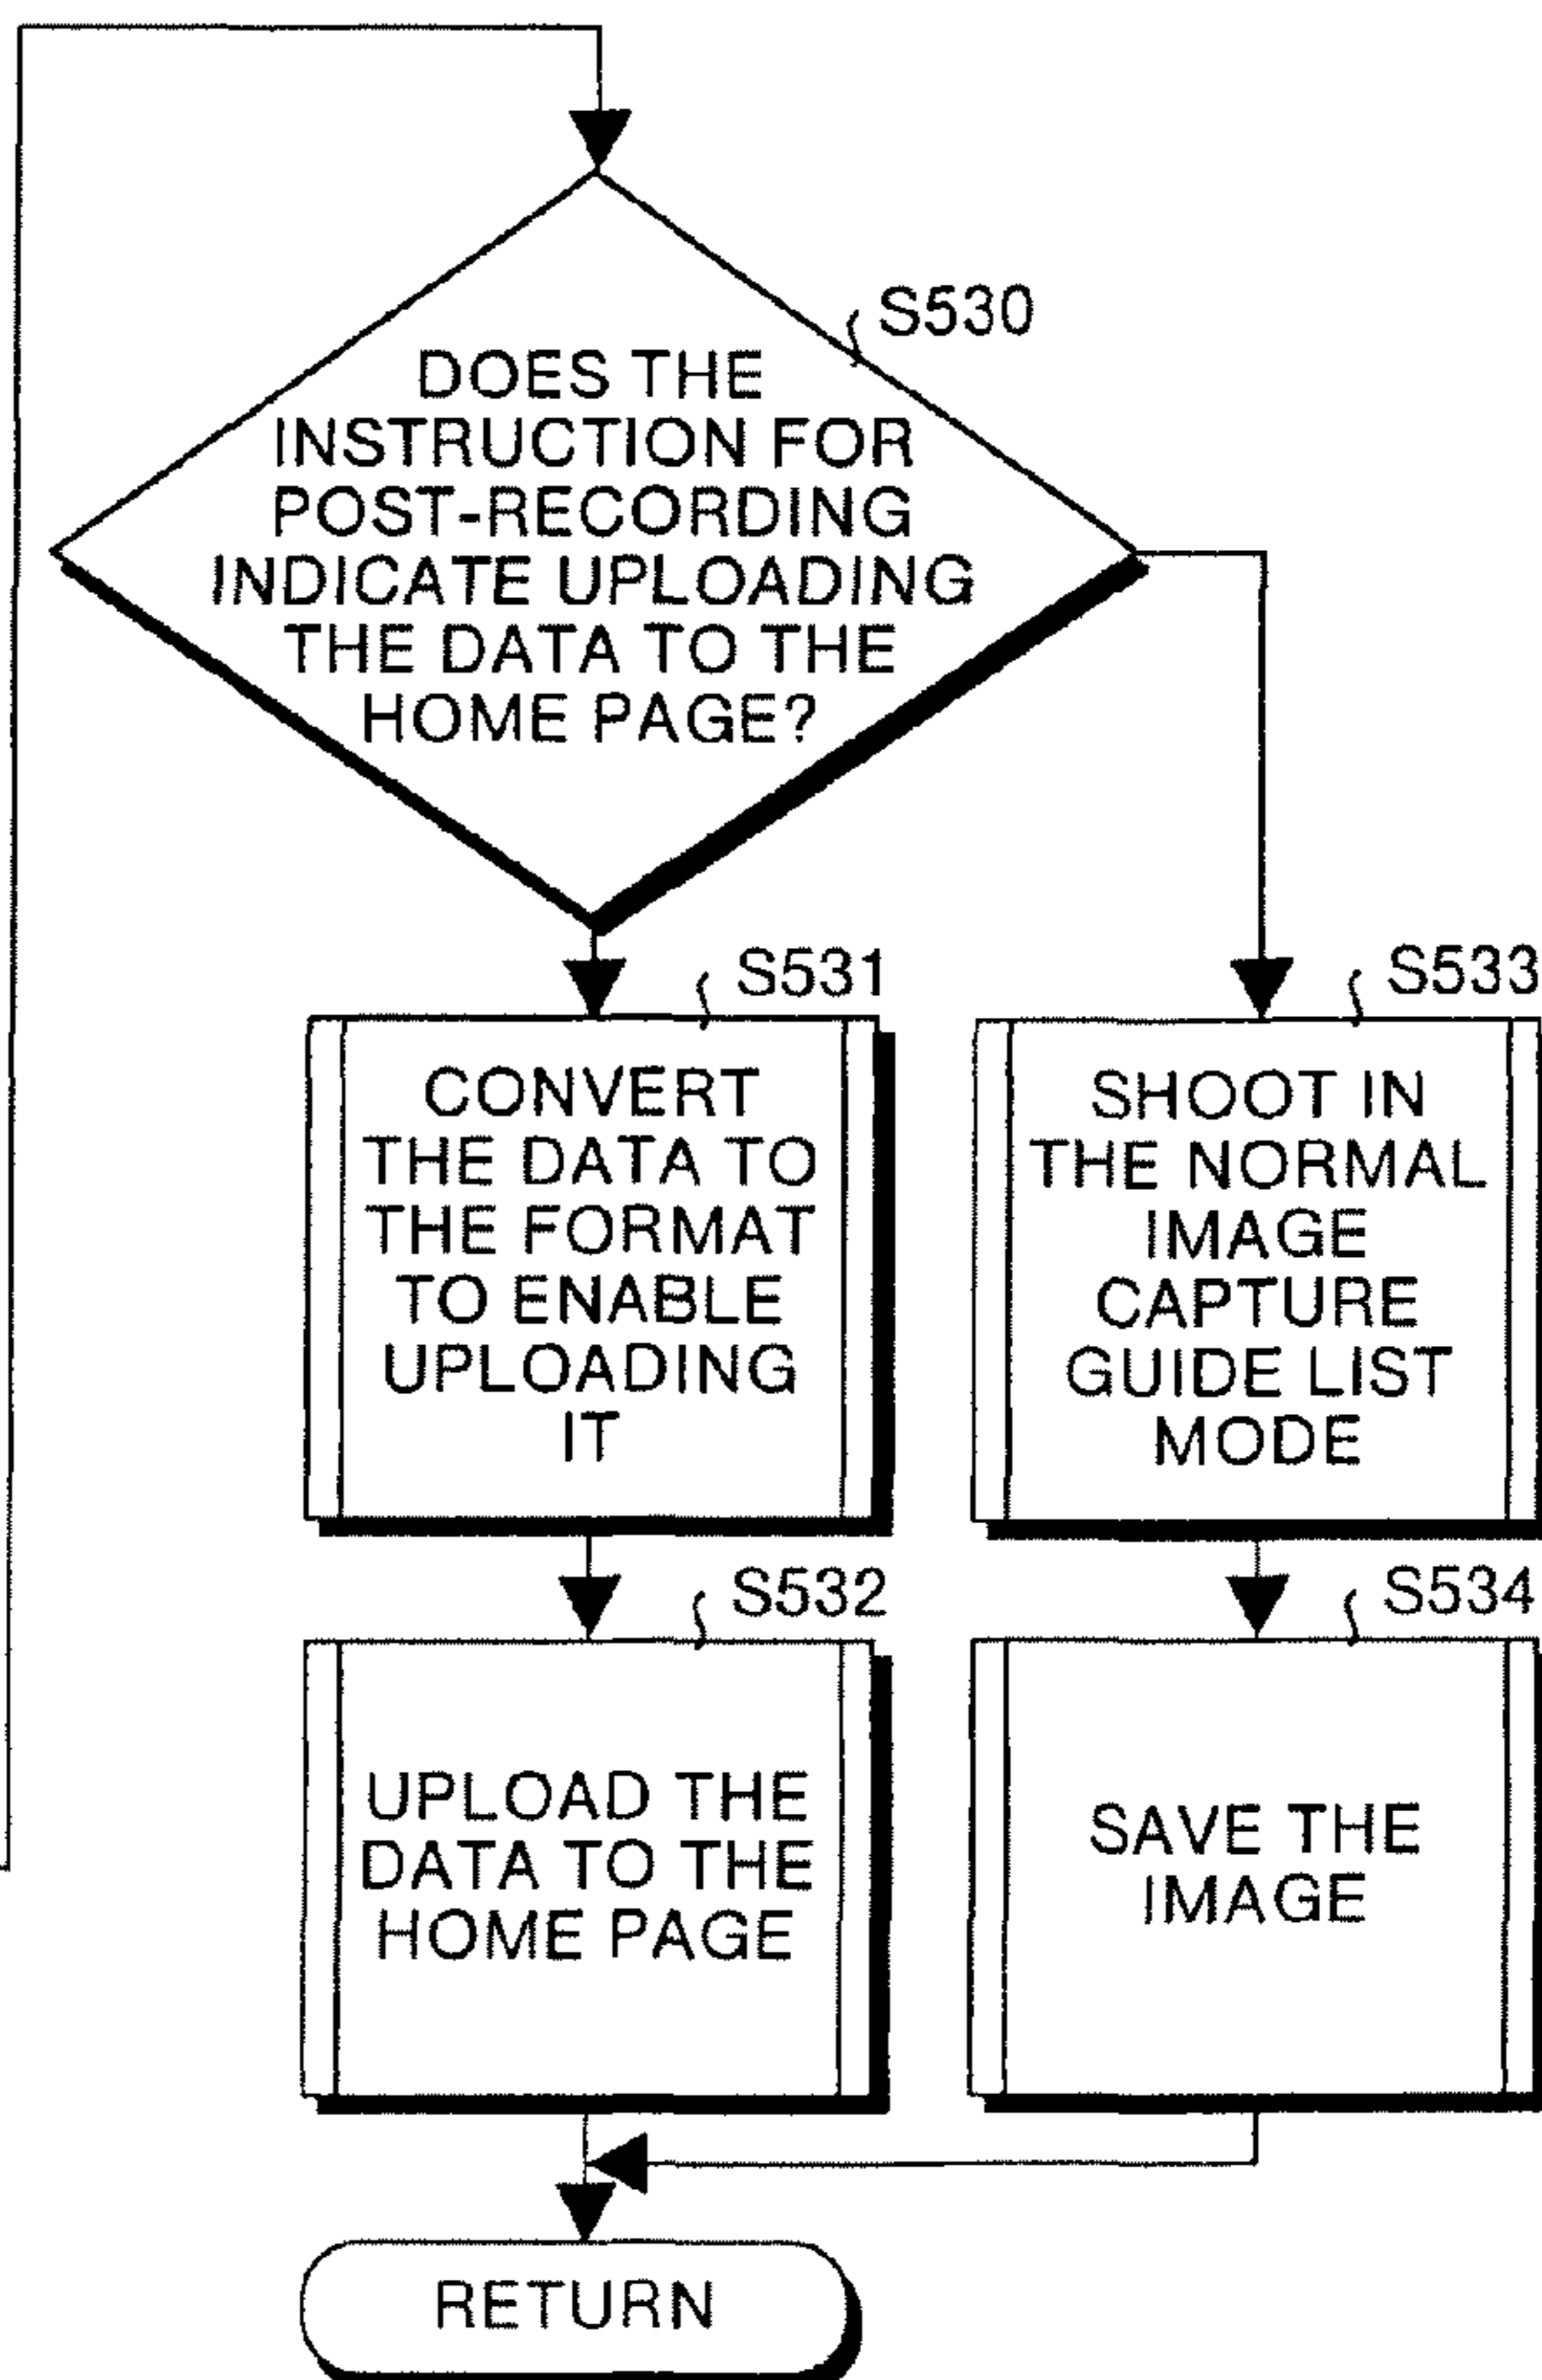 S530
DOES THE
INSTRUCTION FOR
POST-RECORDING
INDICATE UPLOADING
THE DATA TO THE
HOME PAGE?
S531
CONVERT
THE DATA TO
THE FORMAT
TO ENABLE
UPLOADING
IT
S533
SHOOT IN
THE NORMAL
IMAGE
CAPTURE
GUIDE LIST
MODE
S532
UPLOAD THE
DATA TO THE
HOME PAGE
S534
SAVE THE
IMAGE
RETURN